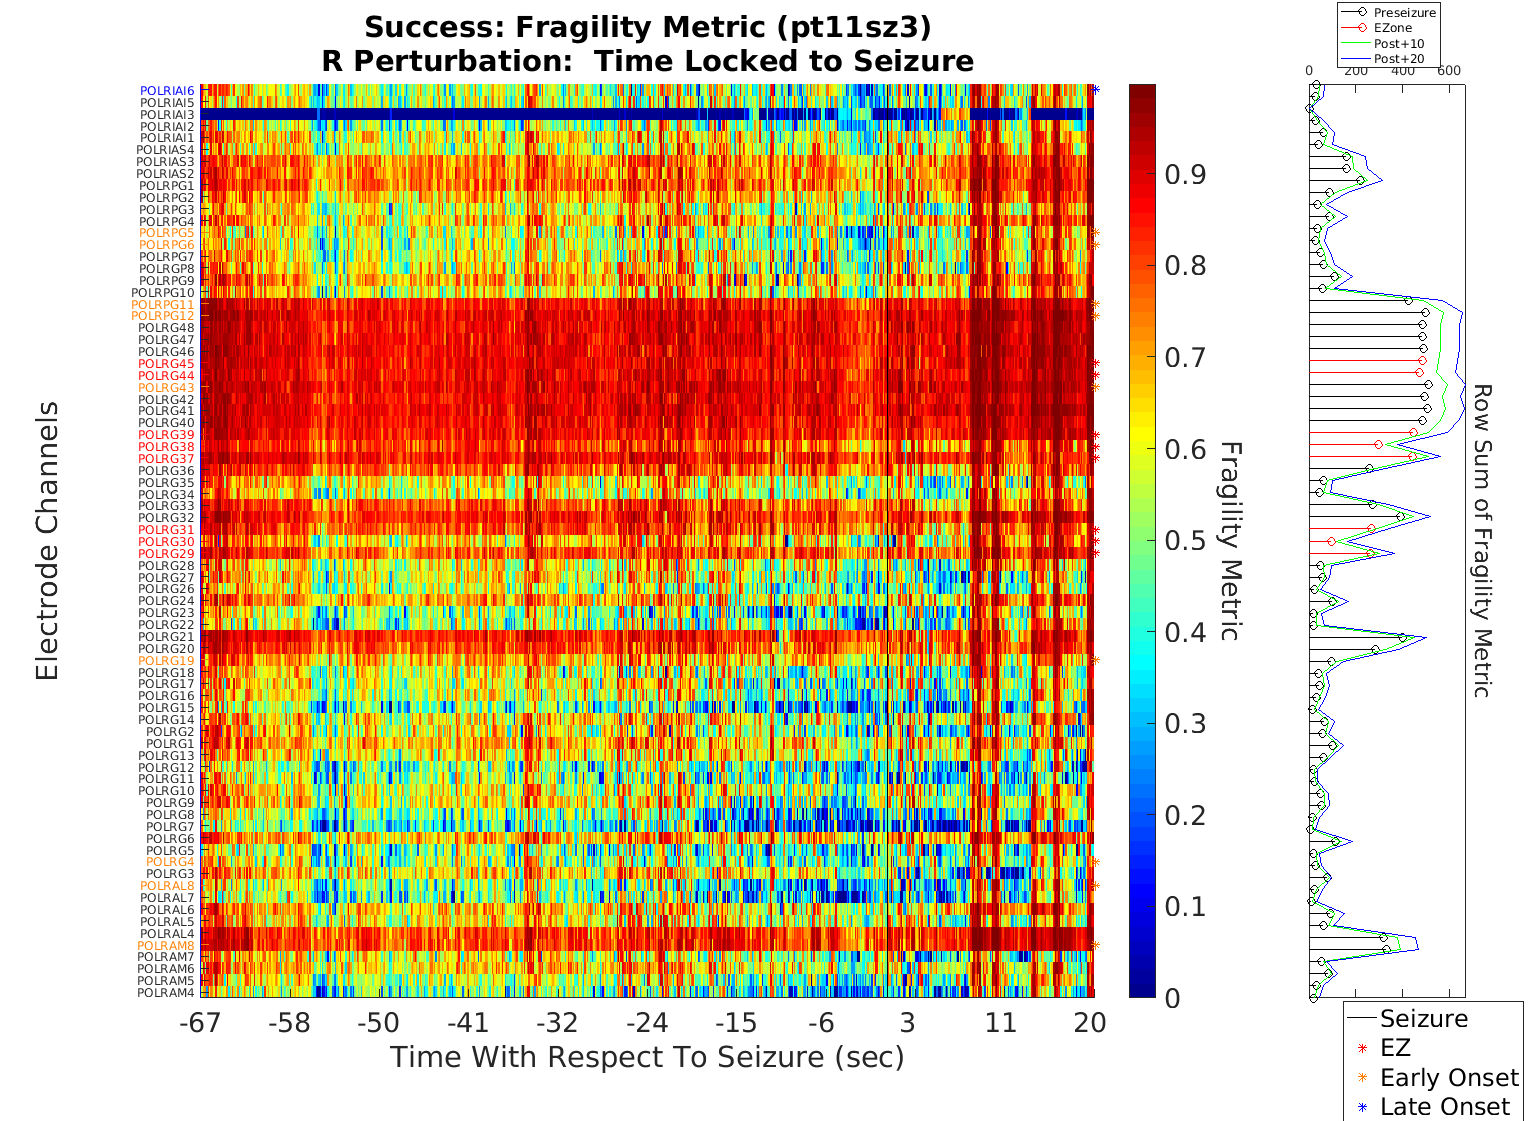 Success: Fragility Metric (pt11sz3)
R Perturbation:  Time Locked to Seizure
Electrode Channels
POLRIAI6
POLRIAI5
POLRIAI3
POLRIAI2
POLRIAI1
POLRIAS4
POLRIAS3
POLRIAS2
POLRPG1
POLRPG2
POLRPG3
POLRPG4
POLRPG5
POLRPG6
POLRPG7
POLRGP8
POLRPG9
POLRPG10
POLRPG11
POLRPG12
POLRG48
POLRG47
POLRG46
POLRG45
POLRG44
POLRG43
POLRG42
POLRG41
POLRG40
POLRG39
POLRG38
POLRG37
POLRG36
POLRG35
POLRG34
POLRG33
POLRG32
POLRG31
POLRG30
POLRG29
POLRG28
POLRG27
POLRG26
POLRG24
POLRG23
POLRG22
POLRG21
POLRG20
POLRG19
POLRG18
POLRG17
POLRG16
POLRG15
POLRG14
POLRG2
POLRG1
POLRG13
POLRG12
POLRG11
POLRG10
POLRG9
POLRG8
POLRG7
POLRG6
POLRG5
POLRG4
POLRG3
POLRAL8
POLRAL7
POLRAL6
POLRAL5
POLRAL4
POLRAM8
POLRAM7
POLRAM6
POLRAM5
POLRAM4
-67 -58 -50 -41 -32 -24 -15 -6 3 11 20
Time With Respect To Seizure (sec)
0.9
0.8
0.7
0.6
0.5
0.4
0.3
0.2
0.1
0
Fragility Metric
Preseizure
EZone
Post+10
Post+20
0 200 400 600
Row Sum of Fragility Metric
Seizure
EZ
Early Onset
Late Onset